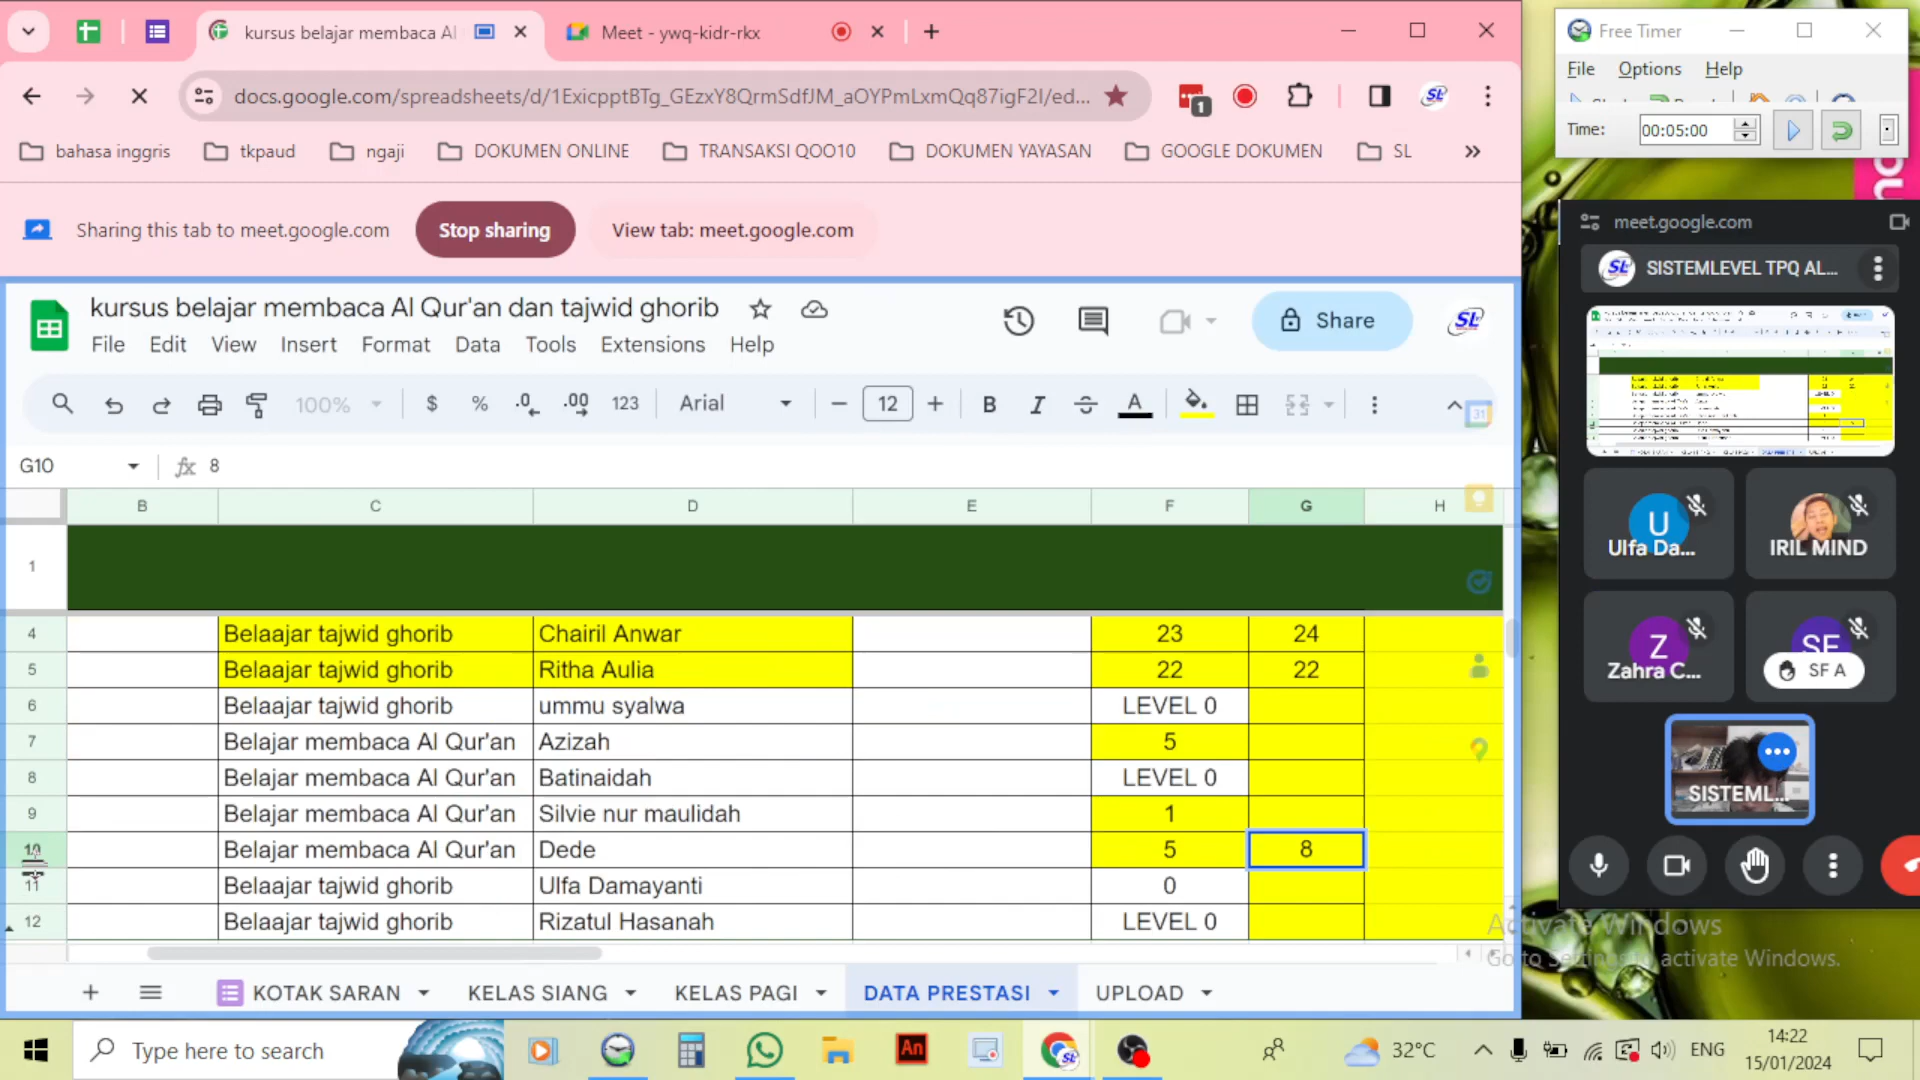 kursus belajar membaca Al
Meet - ywq-kidr-rkx
docs.google.com/spreadsheets/d/1ExicpptBTg_GEzxY8QrmSdfJM_aOYPmLxmQq87igF2I/ed...
1
bahasa inggris
tkpaud
ngaji
DOKUMEN ONLINE
TRANSAKSI QOO10
DOKUMEN YAYASAN
GOOGLE DOKUMEN
SL
Sharing this tab to meet.google.com
Stop sharing
View tab: meet.google.com
kursus belajar membaca Al Qur'an dan tajwid ghorib
File Edit View Insert Format Data Tools Extensions Help
Share
SL
100% $ % .0 .00 123 Arial 12 B I S A
31
G10 fx 8
B C D E F G H
1
4 Belaajar tajwid ghorib Chairil Anwar 23 24
5 Belaajar tajwid ghorib Ritha Aulia 22 22
6 Belaajar tajwid ghorib ummu syalwa LEVEL 0
7 Belajar membaca Al Qur'an Azizah 5
8 Belajar membaca Al Qur'an Batinaidah LEVEL 0
9 Belajar membaca Al Qur'an Silvie nur maulidah 1
10 Belajar membaca Al Qur'an Dede 5 8
11 Belaajar tajwid ghorib Ulfa Damayanti 0
12 Belaajar tajwid ghorib Rizatul Hasanah LEVEL 0
KOTAK SARAN KELAS SIANG KELAS PAGI DATA PRESTASI UPLOAD
Free Timer
File Options Help
Time: 00:05:00
meet.google.com
SL SISTEMLEVEL TPQ AL...
U
Ulfa Da...
IRIL MIND
Z
Zahra C...
SF
SF A
SISTEML...
Activate Windows
Go to Settings to activate Windows.
Type here to search
An
32°C
ENG
14:22
15/01/2024